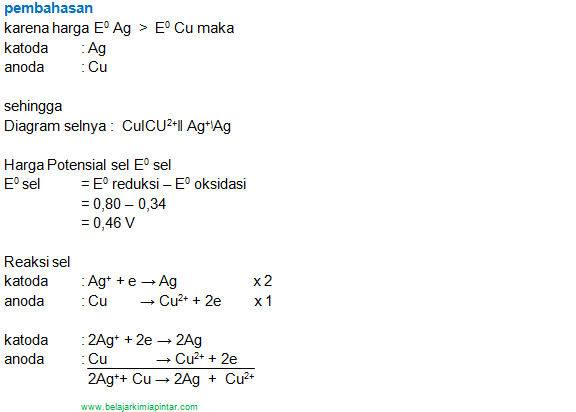 pembahasan
karena harga E⁰ Ag > E⁰ Cu maka
katoda : Ag
anoda : Cu
sehingga
Diagram selnya : CuǀCU²⁺ǁ Ag⁺ǀAg
Harga Potensial sel E⁰ sel
E⁰ sel = E⁰ reduksi – E⁰ oksidasi
= 0,80 – 0,34
= 0,46 V
Reaksi sel
katoda : Ag⁺ + e → Ag x 2
anoda : Cu → Cu²⁺ + 2e x 1
katoda : 2Ag⁺ + 2e → 2Ag
anoda : Cu → Cu²⁺ + 2e
2Ag⁺+ Cu → 2Ag + Cu²⁺
www.belajarkimiapintar.com